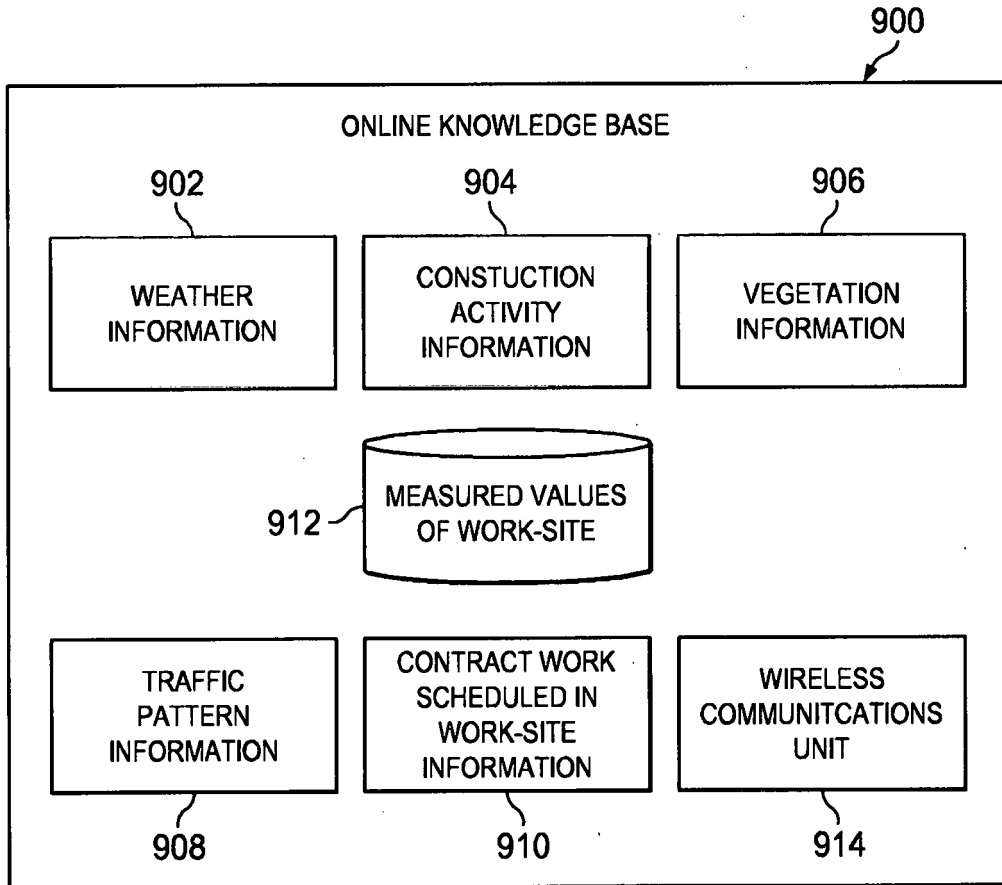 900
ONLINE KNOWLEDGE BASE
902
904
906
WEATHER
INFORMATION
CONSTUCTION
ACTIVITY
INFORMATION
VEGETATION
INFORMATION
912
MEASURED VALUES
OF WORK-SITE
TRAFFIC
PATTERN
INFORMATION
CONTRACT WORK
SCHEDULED IN
WORK-SITE
INFORMATION
WIRELESS
COMMUNITCATIONS
UNIT
908
910
914